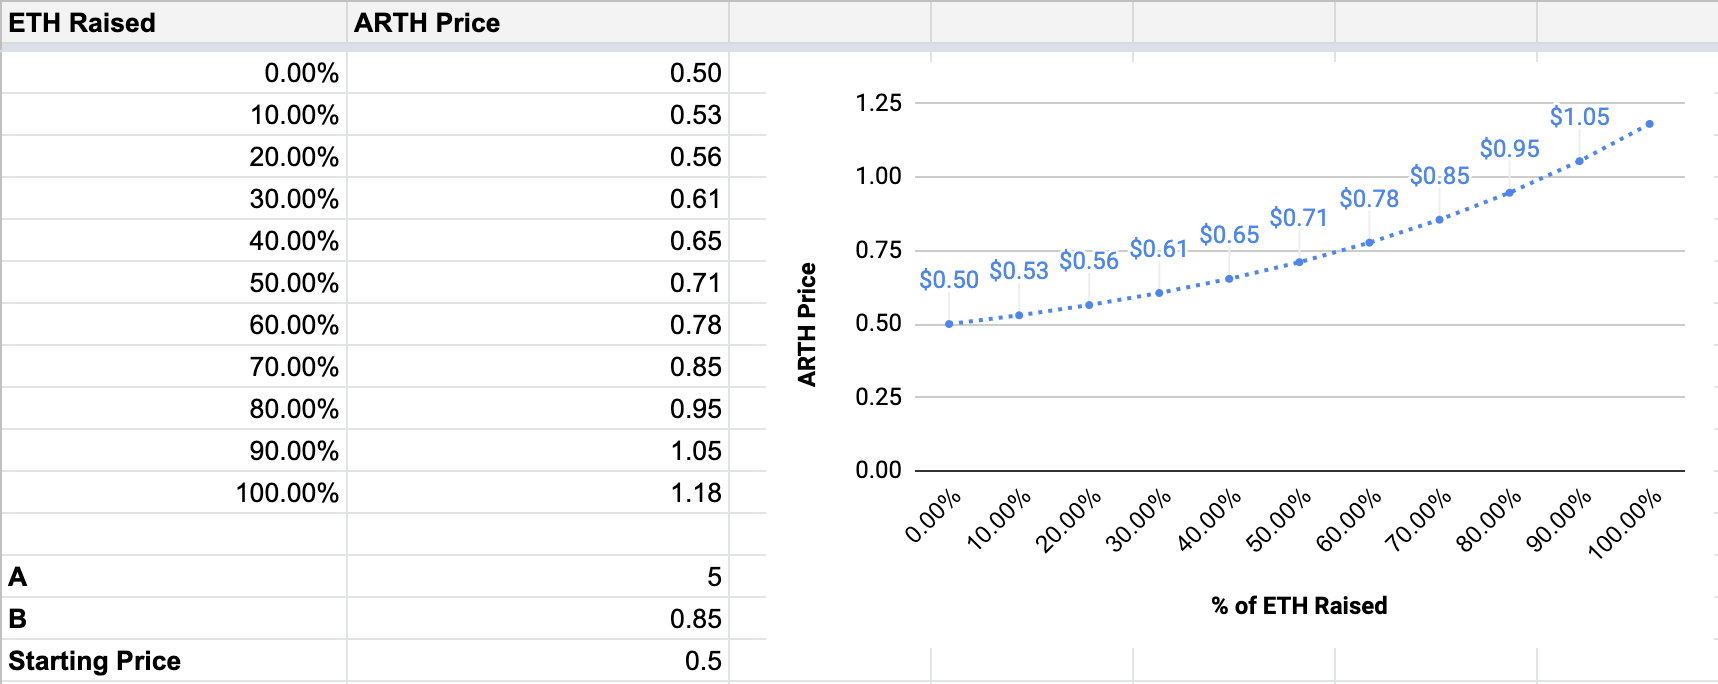 ETH Raised ARTH Price
0.00% 0.50
10.00% 0.53
20.00% 0.56
30.00% 0.61
40.00% 0.65
50.00% 0.71
60.00% 0.78
70.00% 0.85
80.00% 0.95
90.00% 1.05
100.00% 1.18
A 5
B 0.85
Starting Price 0.5
ARTH Price
1.25
1.00
0.75
0.50
0.25
0.00
$0.50 $0.53 $0.56 $0.61 $0.65 $0.71 $0.78 $0.85 $0.95 $1.05
0.00% 10.00% 20.00% 30.00% 40.00% 50.00% 60.00% 70.00% 80.00% 90.00% 100.00%
% of ETH Raised